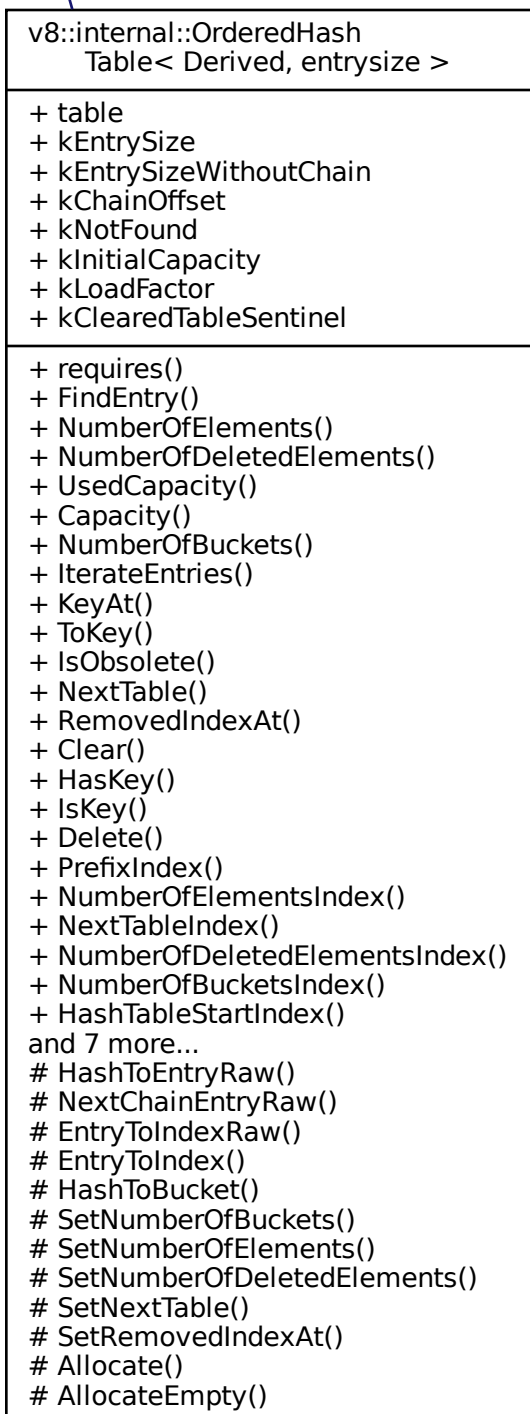 v8::internal::OrderedHash
Table< Derived, entrysize >
+ table
+ kEntrySize
+ kEntrySizeWithoutChain
+ kChainOffset
+ kNotFound
+ kInitialCapacity
+ kLoadFactor
+ kClearedTableSentinel
+ requires()
+ FindEntry()
+ NumberOfElements()
+ NumberOfDeletedElements()
+ UsedCapacity()
+ Capacity()
+ NumberOfBuckets()
+ IterateEntries()
+ KeyAt()
+ ToKey()
+ IsObsolete()
+ NextTable()
+ RemovedIndexAt()
+ Clear()
+ HasKey()
+ IsKey()
+ Delete()
+ PrefixIndex()
+ NumberOfElementsIndex()
+ NextTableIndex()
+ NumberOfDeletedElementsIndex()
+ NumberOfBucketsIndex()
+ HashTableStartIndex()
and 7 more...
# HashToEntryRaw()
# NextChainEntryRaw()
# EntryToIndexRaw()
# EntryToIndex()
# HashToBucket()
# SetNumberOfBuckets()
# SetNumberOfElements()
# SetNumberOfDeletedElements()
# SetNextTable()
# SetRemovedIndexAt()
# Allocate()
# AllocateEmpty()